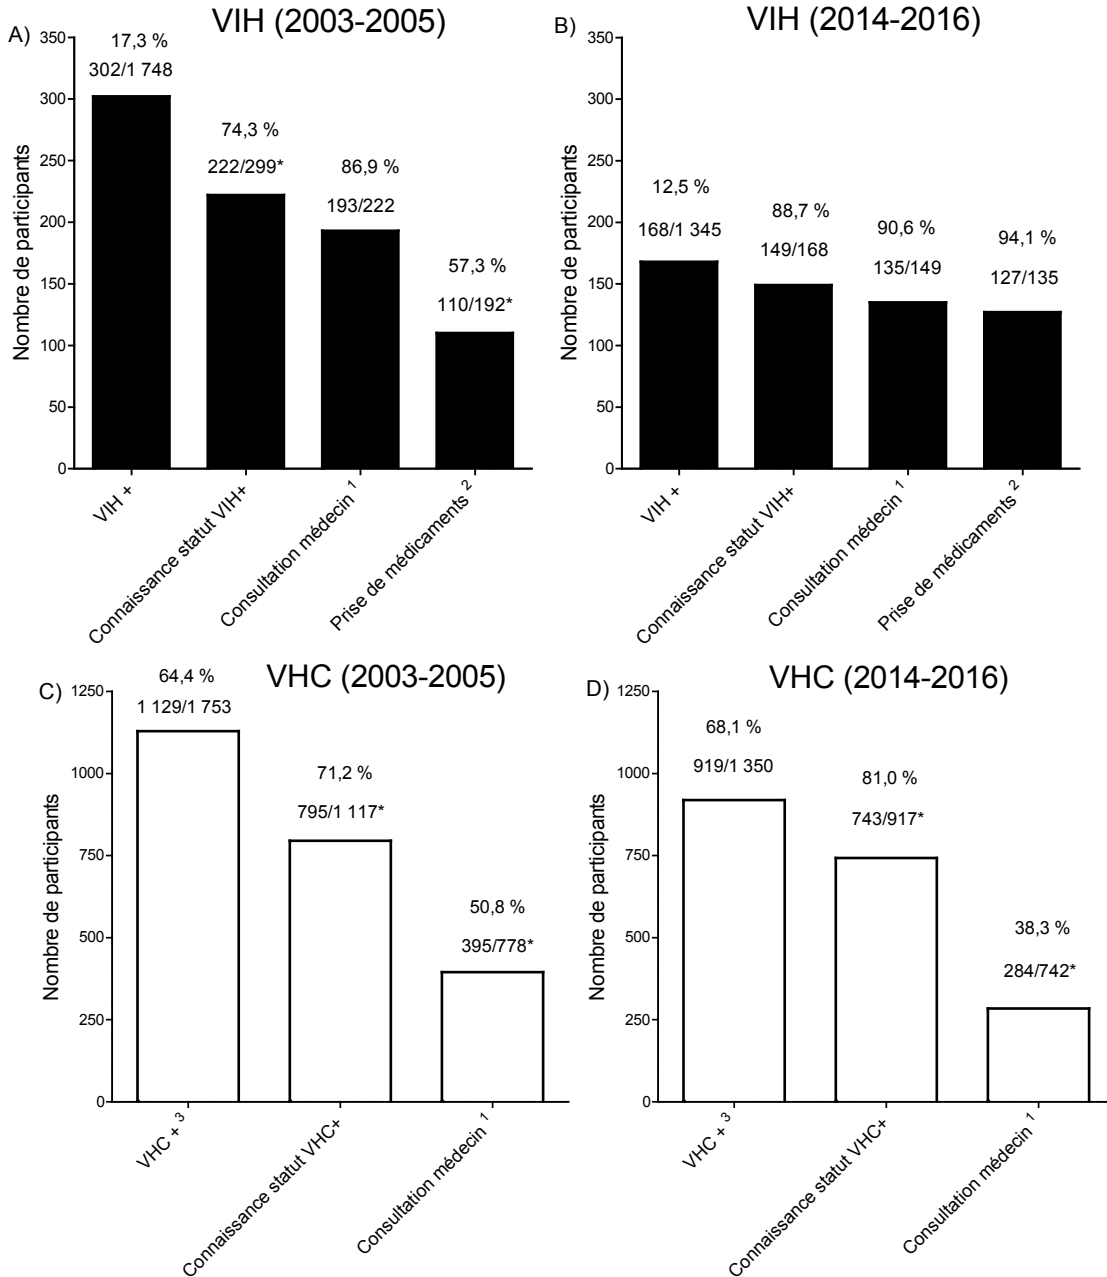 A)
VIH (2003-2005)
Nombre de participants
350
300
250
200
150
100
50
0
17,3 %
302/1 748
74,3 %
222/299*
86,9 %
193/222
57,3 %
110/192*
VIH +
Connaissance statut VIH+
Consultation médecin 1
Prise de médicaments 2
B)
VIH (2014-2016)
Nombre de participants
350
300
250
200
150
100
50
0
12,5 %
168/1 345
88,7 %
149/168
90,6 %
135/149
94,1 %
127/135
VIH +
Connaissance statut VIH+
Consultation médecin 1
Prise de médicaments 2
C)
VHC (2003-2005)
Nombre de participants
1250
1000
750
500
250
0
64,4 %
1 129/1 753
71,2 %
795/1 117*
50,8 %
395/778*
VHC + 3
Connaissance statut VHC+
Consultation médecin 1
D)
VHC (2014-2016)
Nombre de participants
1250
1000
750
500
250
0
68,1 %
919/1 350
81,0 %
743/917*
38,3 %
284/742*
VHC + 3
Connaissance statut VHC+
Consultation médecin 1